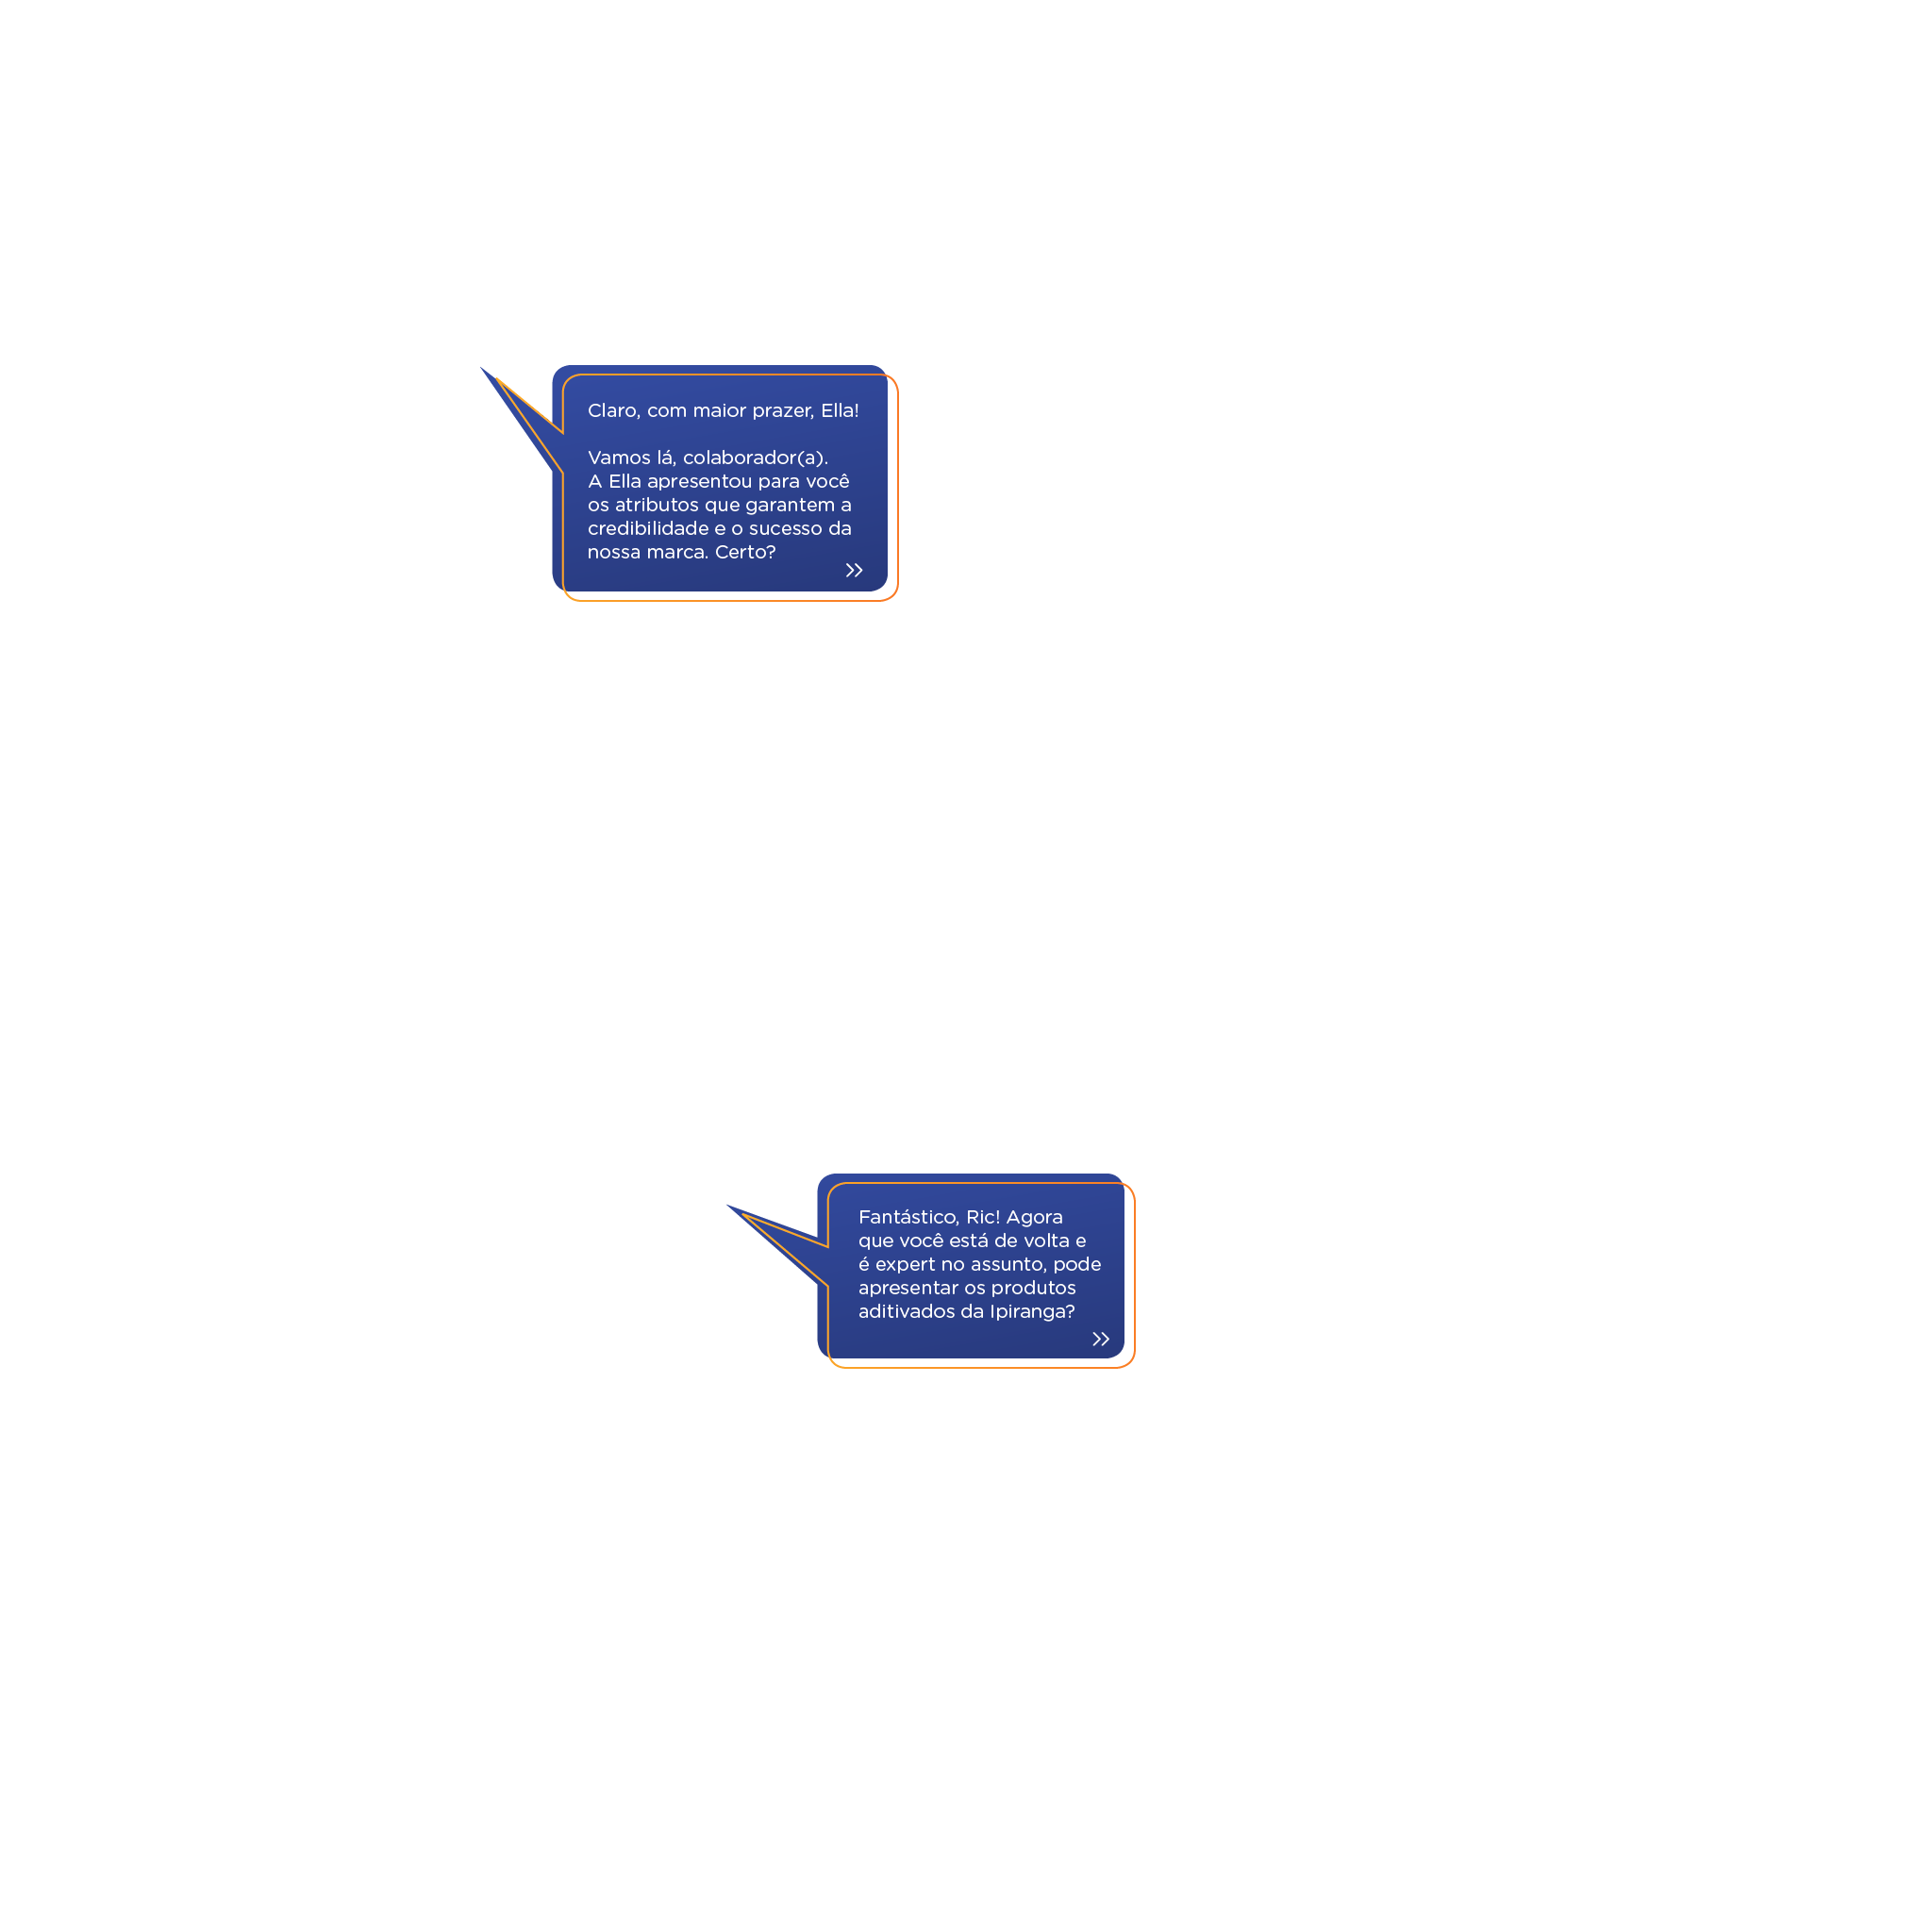 Claro, com maior prazer, Ella!
Vamos lá, colaborador(a).
A Ella apresentou para você
os atributos que garantem a
credibilidade e o sucesso da
nossa marca. Certo?
Fantástico, Ric! Agora
que você está de volta e
é expert no assunto, pode
apresentar os produtos
aditivados da Ipiranga?